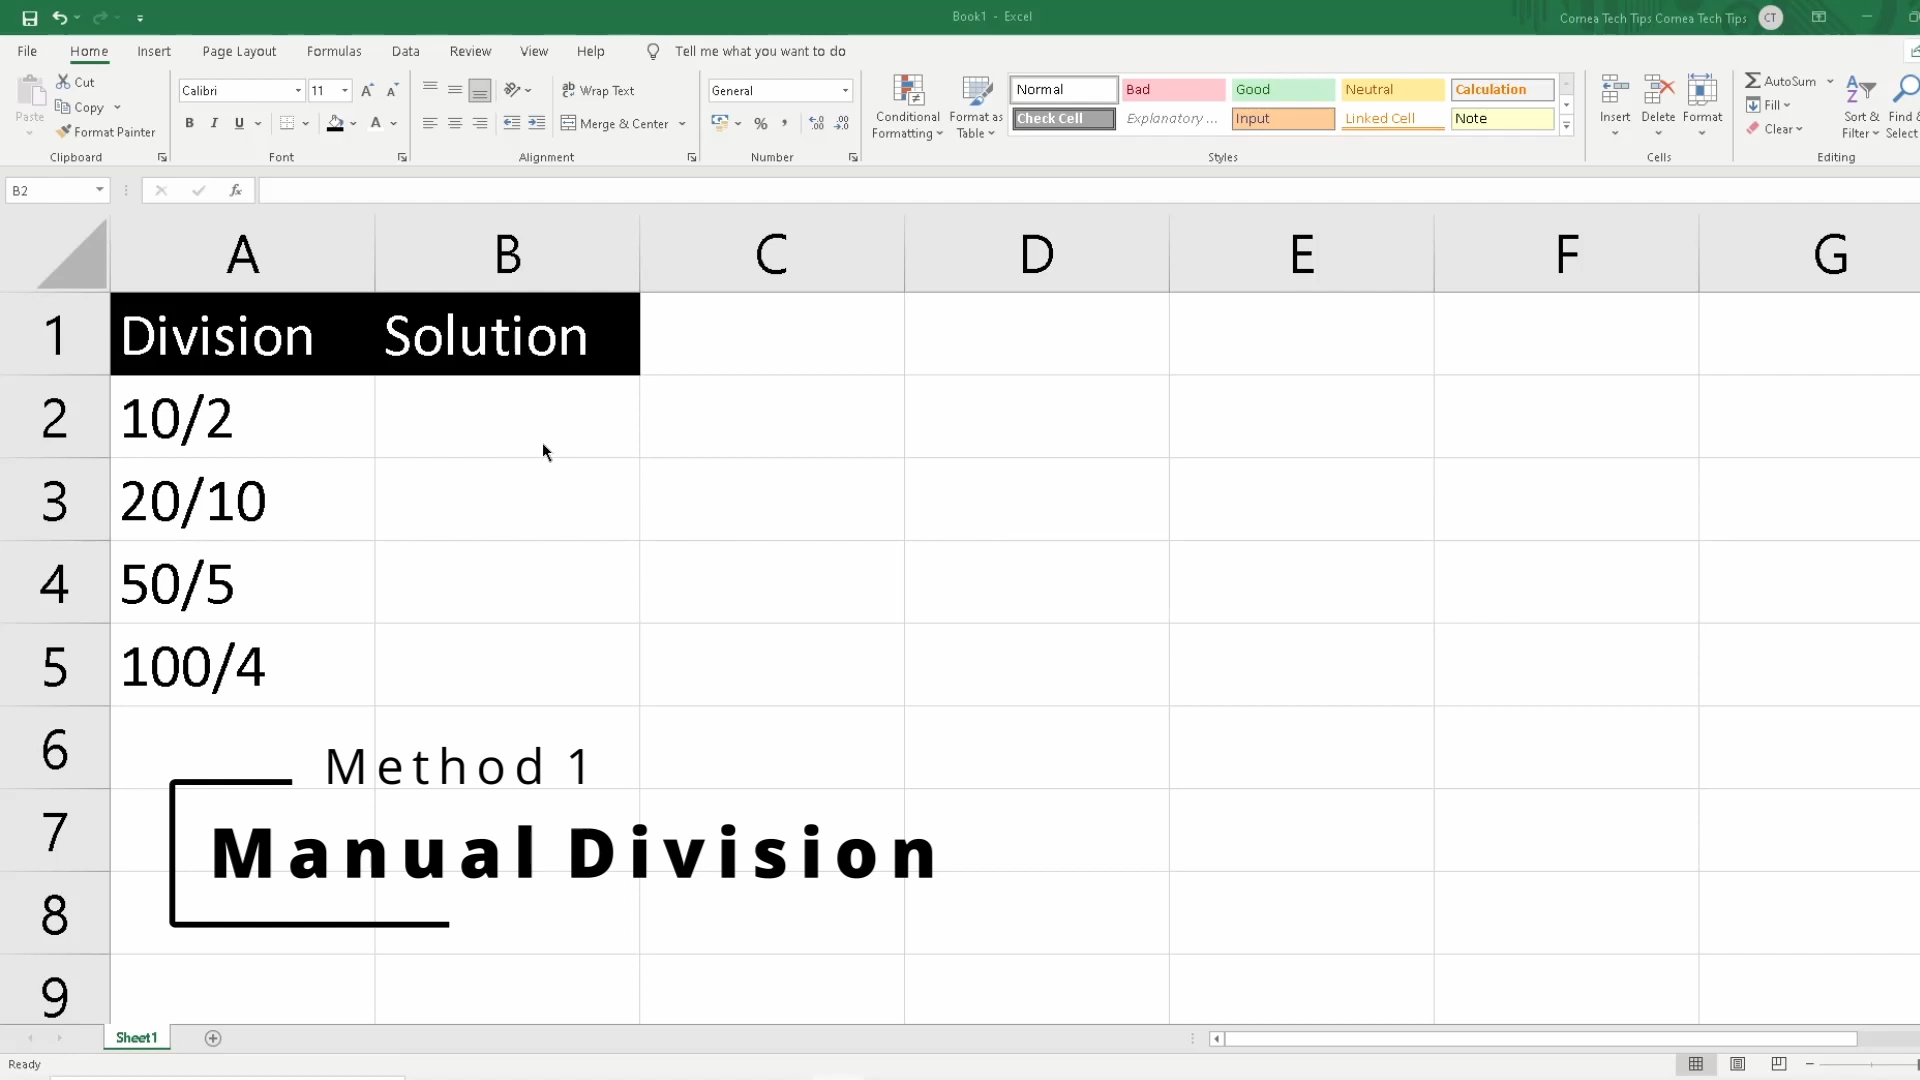 Book1 - Excel
Cornea Tech Tips Cornea Tech Tips CT
File Home Insert Page Layout Formulas Data Review View Help Tell me what you want to do
Paste
Cut
Copy
Format Painter
Clipboard
Calibri 11
B I U A
Font
Wrap Text
Merge & Center
Alignment
General
% ,
Number
Conditional Formatting
Format as Table
Normal Bad Good Neutral Calculation
Check Cell Explanatory ... Input Linked Cell Note
Styles
Insert Delete Format
Cells
AutoSum
Fill
Clear
Sort & Filter
Find & Select
Editing
B2 fx
A B C D E F G
1 Division Solution
2 10/2
3 20/10
4 50/5
5 100/4
6
Method 1
7
Manual Division
8
9
Sheet1
Ready